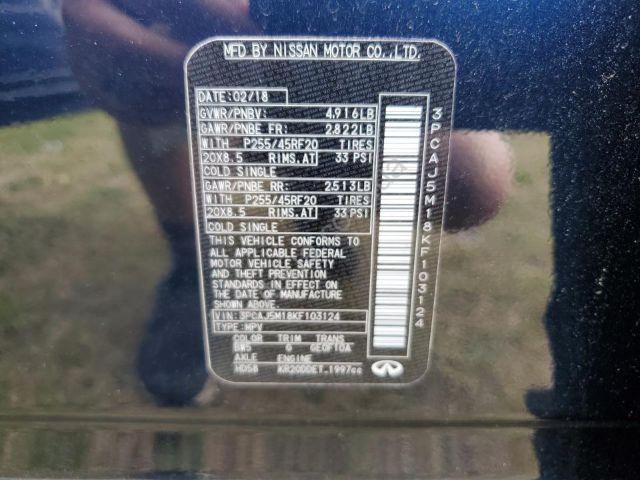 MFD BY NISSAN MOTOR CO.,LTD.
DATE:02/18
GVWR/PNBV: 4,916LB
GAWR/PNBE FR: 2,822LB
WITH P255/45RF20 TIRES
20X8.5 RIMS,AT 33 PSI
COLD SINGLE
GAWR/PNBE RR: 2,513LB
WITH P255/45RF20 TIRES
20X8.5 RIMS,AT 33 PSI
COLD SINGLE
THIS VEHICLE CONFORMS TO
ALL APPLICABLE FEDERAL
MOTOR VEHICLE SAFETY
AND THEFT PREVENTION
STANDARDS IN EFFECT ON
THE DATE OF MANUFACTURE
SHOWN ABOVE.
VIN: 3PCAJ5M18KF103124
TYPE: MPV
COLOR TRIM TRANS
BW5 G GE0F10A
AXLE ENGINE
HD58 KR20DDET,1997cc
3PCAJ5M18KF103124